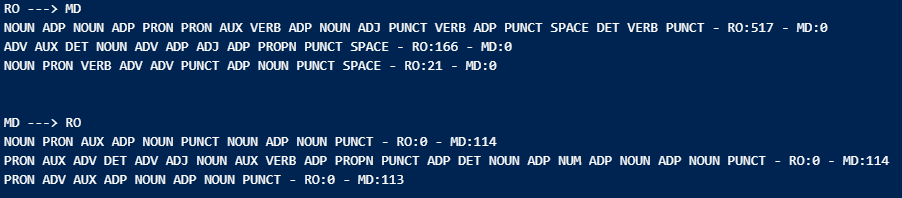 RO ---> MD
NOUN ADP NOUN ADP PRON PRON AUX VERB ADP NOUN ADJ PUNCT VERB ADP PUNCT SPACE DET VERB PUNCT - RO:517 - MD:0
ADV AUX DET NOUN ADV ADP ADJ ADP PROPN PUNCT SPACE - RO:166 - MD:0
NOUN PRON VERB ADV ADV PUNCT ADP NOUN PUNCT SPACE - RO:21 - MD:0
MD ---> RO
NOUN PRON AUX ADP NOUN PUNCT NOUN ADP NOUN PUNCT - RO:0 - MD:114
PRON AUX ADV DET ADV ADJ NOUN AUX VERB ADP PROPN PUNCT ADP DET NOUN ADP NUM ADP NOUN ADP NOUN PUNCT - RO:0 - MD:114
PRON ADV AUX ADP NOUN ADP NOUN PUNCT - RO:0 - MD:113